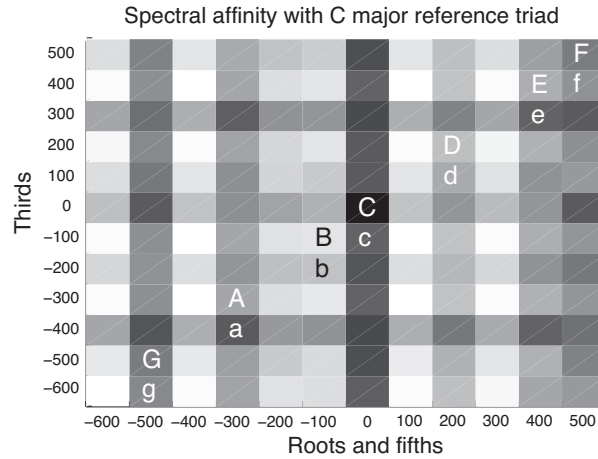 Spectral affinity with C major reference triad
Thirds
500 F
400 E f
300 e
200 D
100 d
0 C
−100 B c
−200 b
−300 A
−400 a
−500 G
−600 g
−600 −500 −400 −300 −200 −100 0 100 200 300 400 500
Roots and fifths